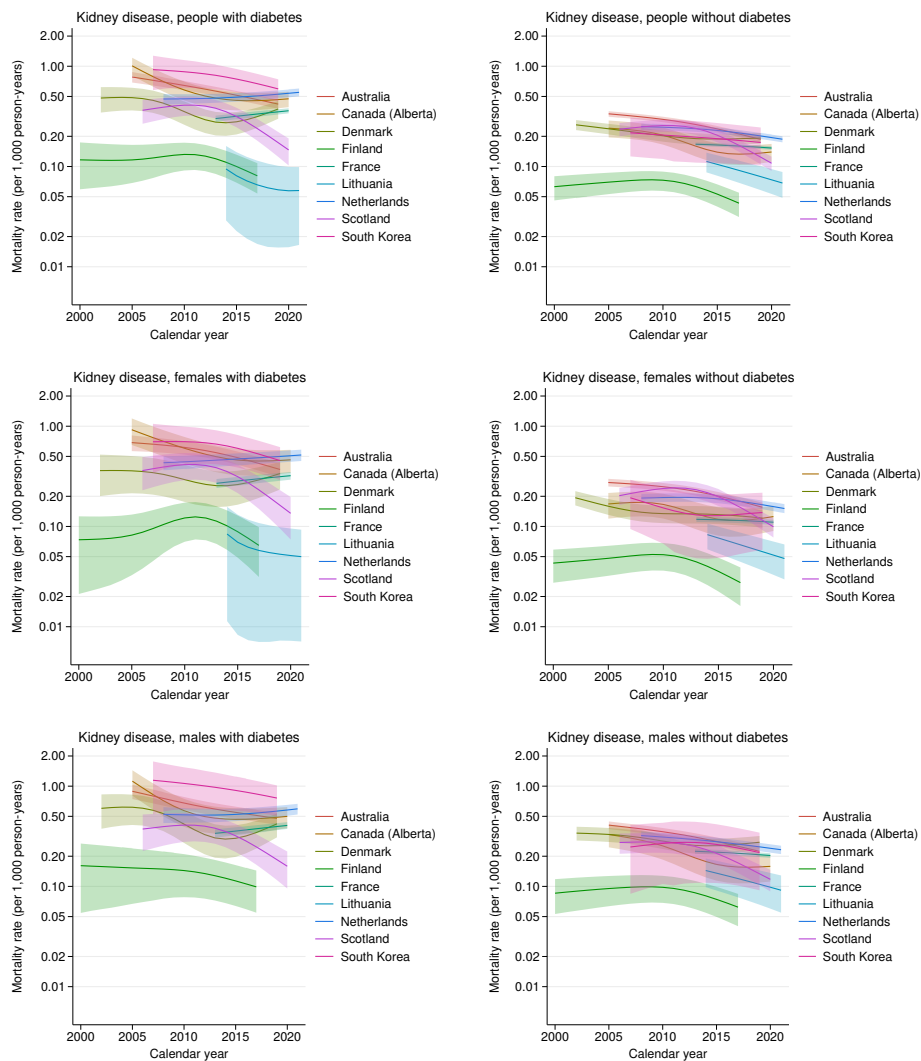 Kidney disease, people with diabetes
Mortality rate (per 1,000 person-years)
2.00
1.00
0.50
0.20
0.10
0.05
0.02
0.01
2000 2005 2010 2015 2020
Calendar year
Australia
Canada (Alberta)
Denmark
Finland
France
Lithuania
Netherlands
Scotland
South Korea
Kidney disease, people without diabetes
Mortality rate (per 1,000 person-years)
2.00
1.00
0.50
0.20
0.10
0.05
0.02
0.01
2000 2005 2010 2015 2020
Calendar year
Australia
Canada (Alberta)
Denmark
Finland
France
Lithuania
Netherlands
Scotland
South Korea
Kidney disease, females with diabetes
Mortality rate (per 1,000 person-years)
2.00
1.00
0.50
0.20
0.10
0.05
0.02
0.01
2000 2005 2010 2015 2020
Calendar year
Australia
Canada (Alberta)
Denmark
Finland
France
Lithuania
Netherlands
Scotland
South Korea
Kidney disease, females without diabetes
Mortality rate (per 1,000 person-years)
2.00
1.00
0.50
0.20
0.10
0.05
0.02
0.01
2000 2005 2010 2015 2020
Calendar year
Australia
Canada (Alberta)
Denmark
Finland
France
Lithuania
Netherlands
Scotland
South Korea
Kidney disease, males with diabetes
Mortality rate (per 1,000 person-years)
2.00
1.00
0.50
0.20
0.10
0.05
0.02
0.01
2000 2005 2010 2015 2020
Calendar year
Australia
Canada (Alberta)
Denmark
Finland
France
Lithuania
Netherlands
Scotland
South Korea
Kidney disease, males without diabetes
Mortality rate (per 1,000 person-years)
2.00
1.00
0.50
0.20
0.10
0.05
0.02
0.01
2000 2005 2010 2015 2020
Calendar year
Australia
Canada (Alberta)
Denmark
Finland
France
Lithuania
Netherlands
Scotland
South Korea